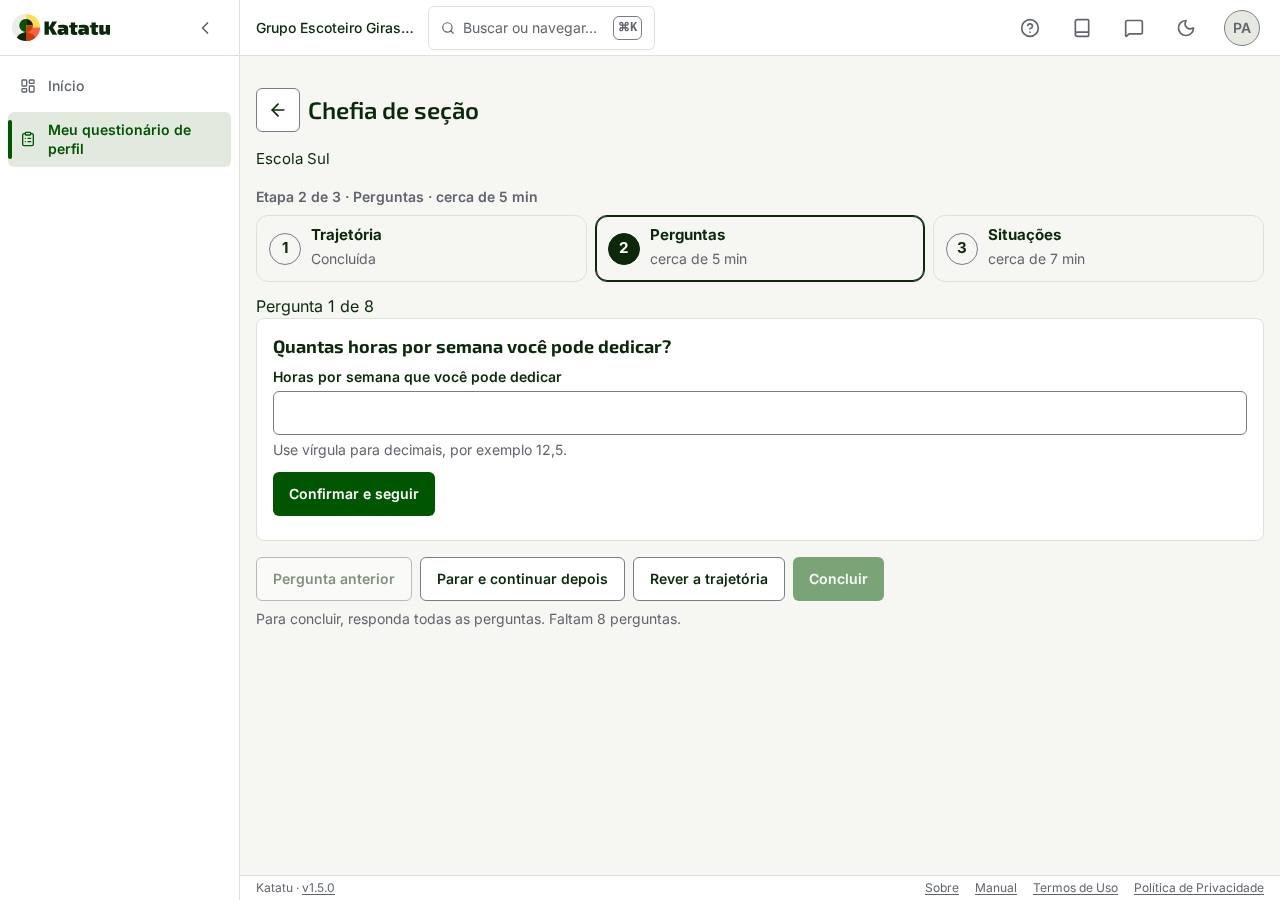 Katatu
Grupo Escoteiro Giras...
Buscar ou navegar...
⌘K
PA
Início
Meu questionário de
perfil
Chefia de seção
Escola Sul
Etapa 2 de 3 · Perguntas · cerca de 5 min
1
Trajetória
Concluída
2
Perguntas
cerca de 5 min
3
Situações
cerca de 7 min
Pergunta 1 de 8
Quantas horas por semana você pode dedicar?
Horas por semana que você pode dedicar
Use vírgula para decimais, por exemplo 12,5.
Confirmar e seguir
Pergunta anterior
Parar e continuar depois
Rever a trajetória
Concluir
Para concluir, responda todas as perguntas. Faltam 8 perguntas.
Katatu · v1.5.0
Sobre
Manual
Termos de Uso
Política de Privacidade